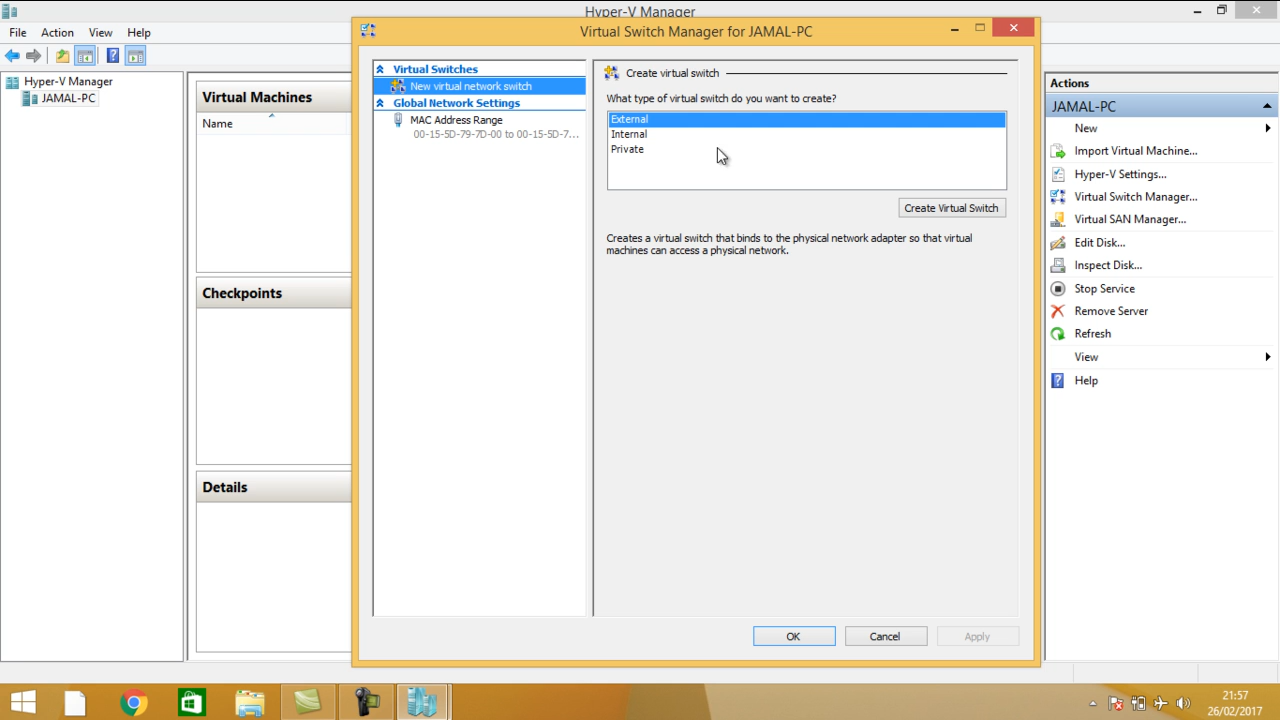 Hyper-V Manager
File Action View Help
Hyper-V Manager
JAMAL-PC
Virtual Machines
Name
Checkpoints
Details
Virtual Switch Manager for JAMAL-PC
Virtual Switches
New virtual network switch
Global Network Settings
MAC Address Range
00-15-5D-79-7D-00 to 00-15-5D-7...
Create virtual switch
What type of virtual switch do you want to create?
External
Internal
Private
Create Virtual Switch
Creates a virtual switch that binds to the physical network adapter so that virtual
machines can access a physical network.
OK
Cancel
Apply
Actions
JAMAL-PC
New
Import Virtual Machine...
Hyper-V Settings...
Virtual Switch Manager...
Virtual SAN Manager...
Edit Disk...
Inspect Disk...
Stop Service
Remove Server
Refresh
View
Help
21:57
26/02/2017